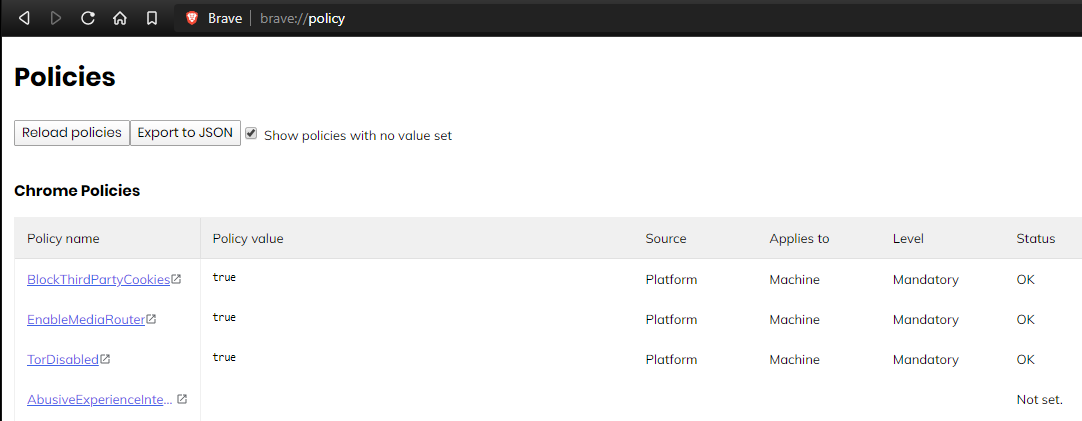 Brave | brave://policy
Policies
Reload policies Export to JSON Show policies with no value set
Chrome Policies
Policy name Policy value Source Applies to Level Status
BlockThirdPartyCookies true Platform Machine Mandatory OK
EnableMediaRouter true Platform Machine Mandatory OK
TorDisabled true Platform Machine Mandatory OK
AbusiveExperienceInte... Not set.